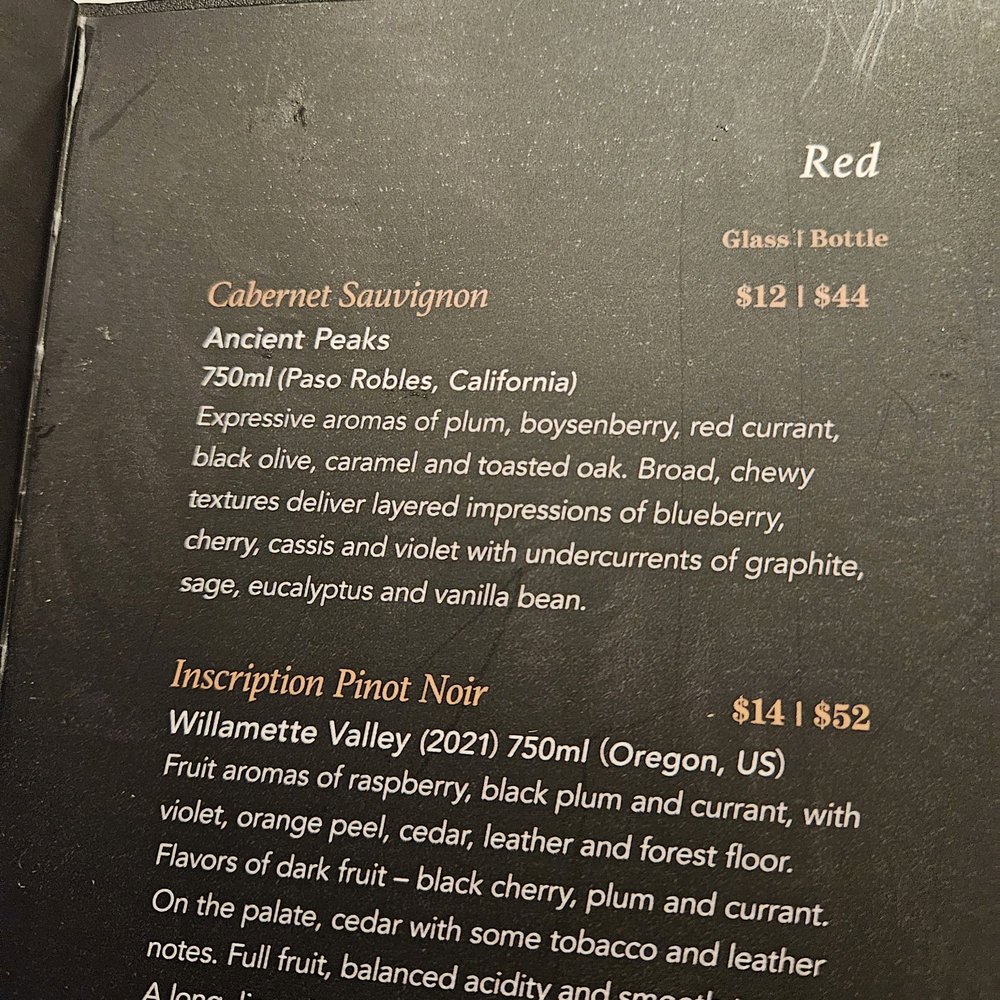 Red
Glass | Bottle
Cabernet Sauvignon $12 | $44
Ancient Peaks
750ml (Paso Robles, California)
Expressive aromas of plum, boysenberry, red currant,
black olive, caramel and toasted oak. Broad, chewy
textures deliver layered impressions of blueberry,
cherry, cassis and violet with undercurrents of graphite,
sage, eucalyptus and vanilla bean.
Inscription Pinot Noir $14 | $52
Willamette Valley (2021) 750ml (Oregon, US)
Fruit aromas of raspberry, black plum and currant, with
violet, orange peel, cedar, leather and forest floor.
Flavors of dark fruit – black cherry, plum and currant.
On the palate, cedar with some tobacco and leather
notes. Full fruit, balanced acidity and
A long